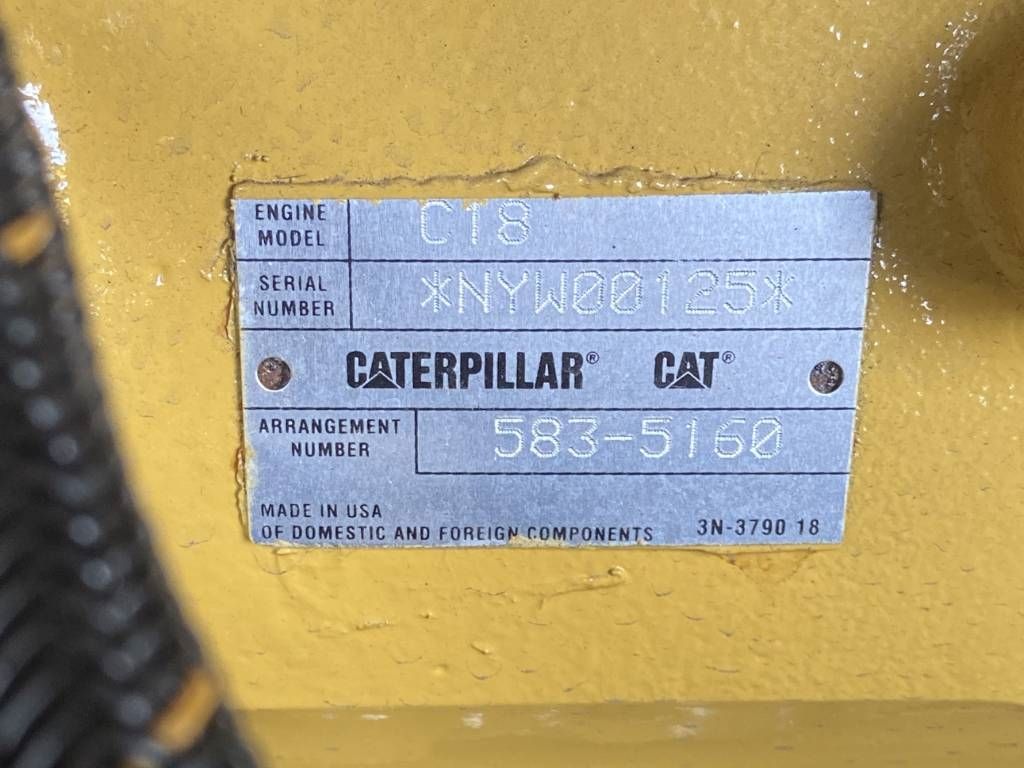 ENGINE MODEL C18
SERIAL NUMBER *NYW00125*
CATERPILLAR® CAT®
ARRANGEMENT NUMBER 583-5160
MADE IN USA
OF DOMESTIC AND FOREIGN COMPONENTS 3N-3790 18